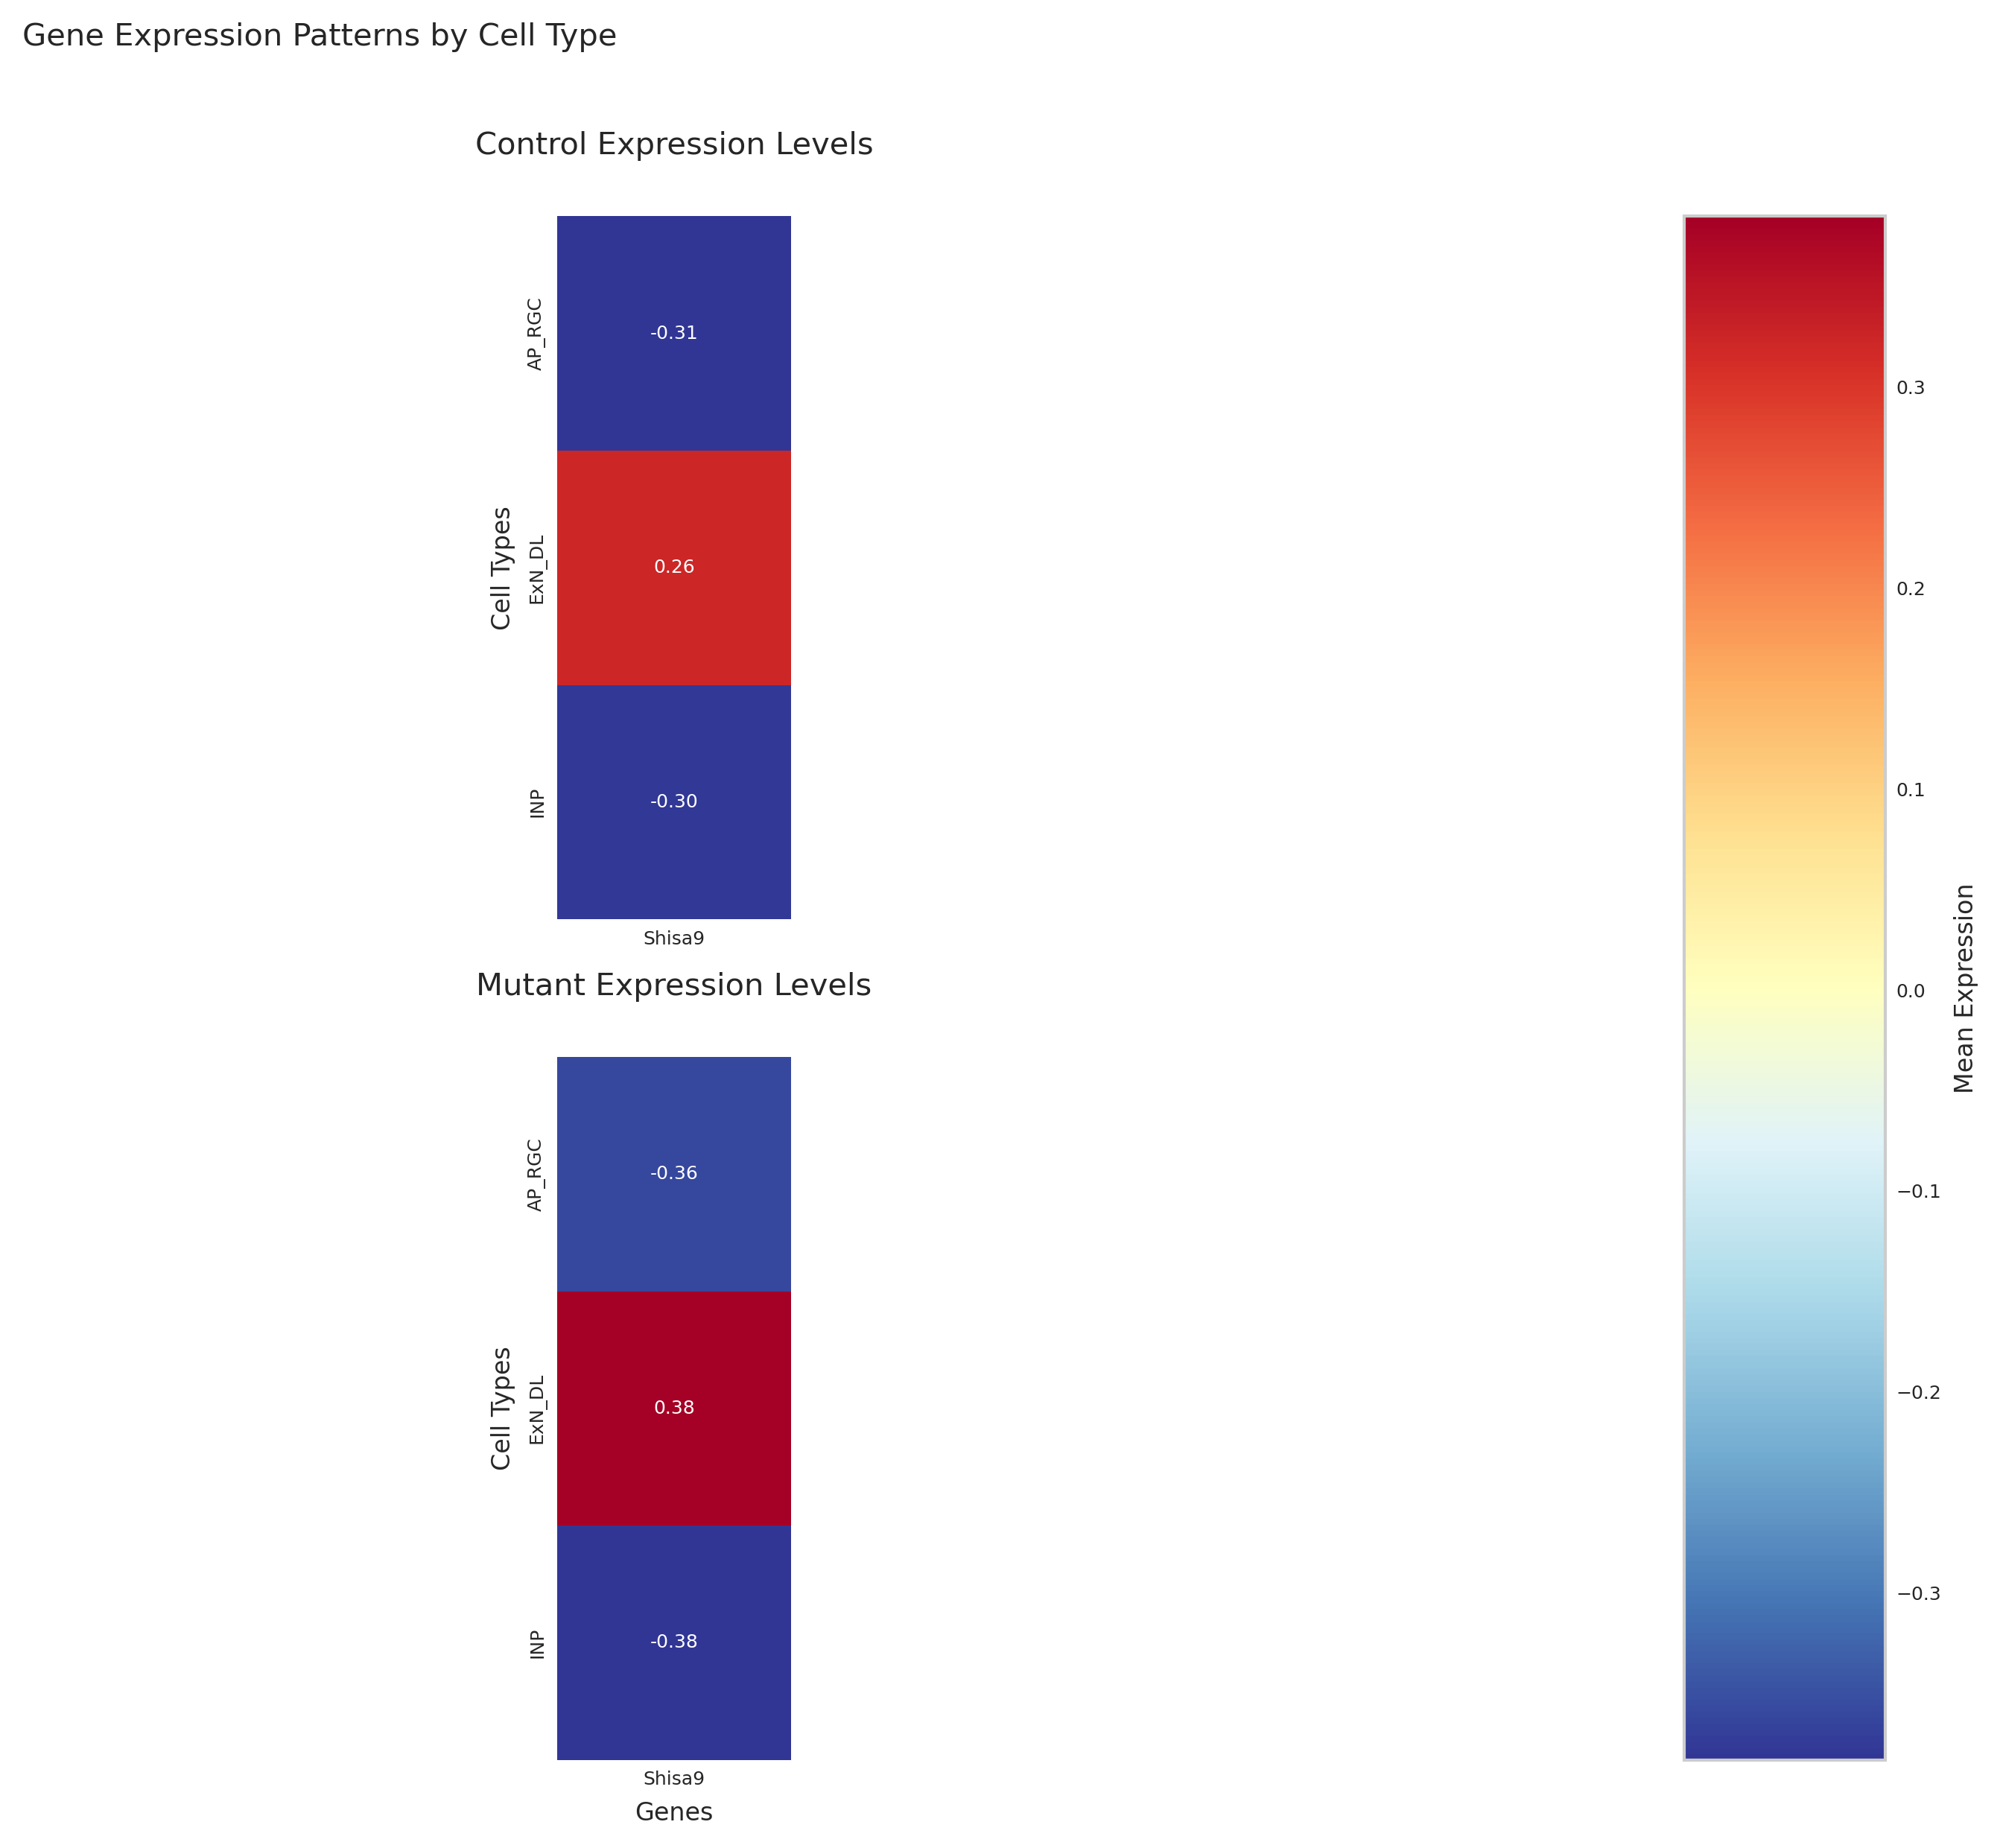 Gene Expression Patterns by Cell Type
Control Expression Levels
Cell Types
AP_RGC
-0.31
ExN_DL
0.26
INP
-0.30
Shisa9
Mutant Expression Levels
Cell Types
AP_RGC
-0.36
ExN_DL
0.38
INP
-0.38
Shisa9
Genes
0.3
0.2
0.1
0.0
−0.1
−0.2
−0.3
Mean Expression